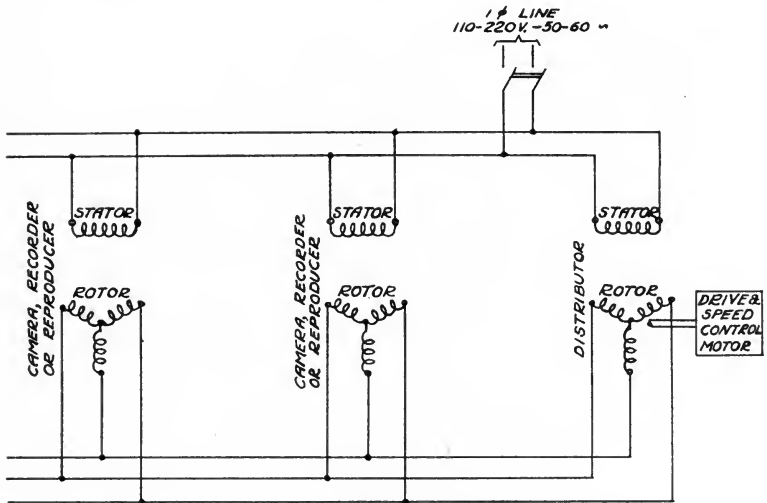 1 φ LINE
110-220V.-50-60 ~
STATOR
STATOR
STATOR
CAMERA, RECORDER
OR REPRODUCER
ROTOR
CAMERA, RECORDER
OR REPRODUCER
ROTOR
DISTRIBUTOR
ROTOR
DRIVE &
SPEED
CONTROL
MOTOR